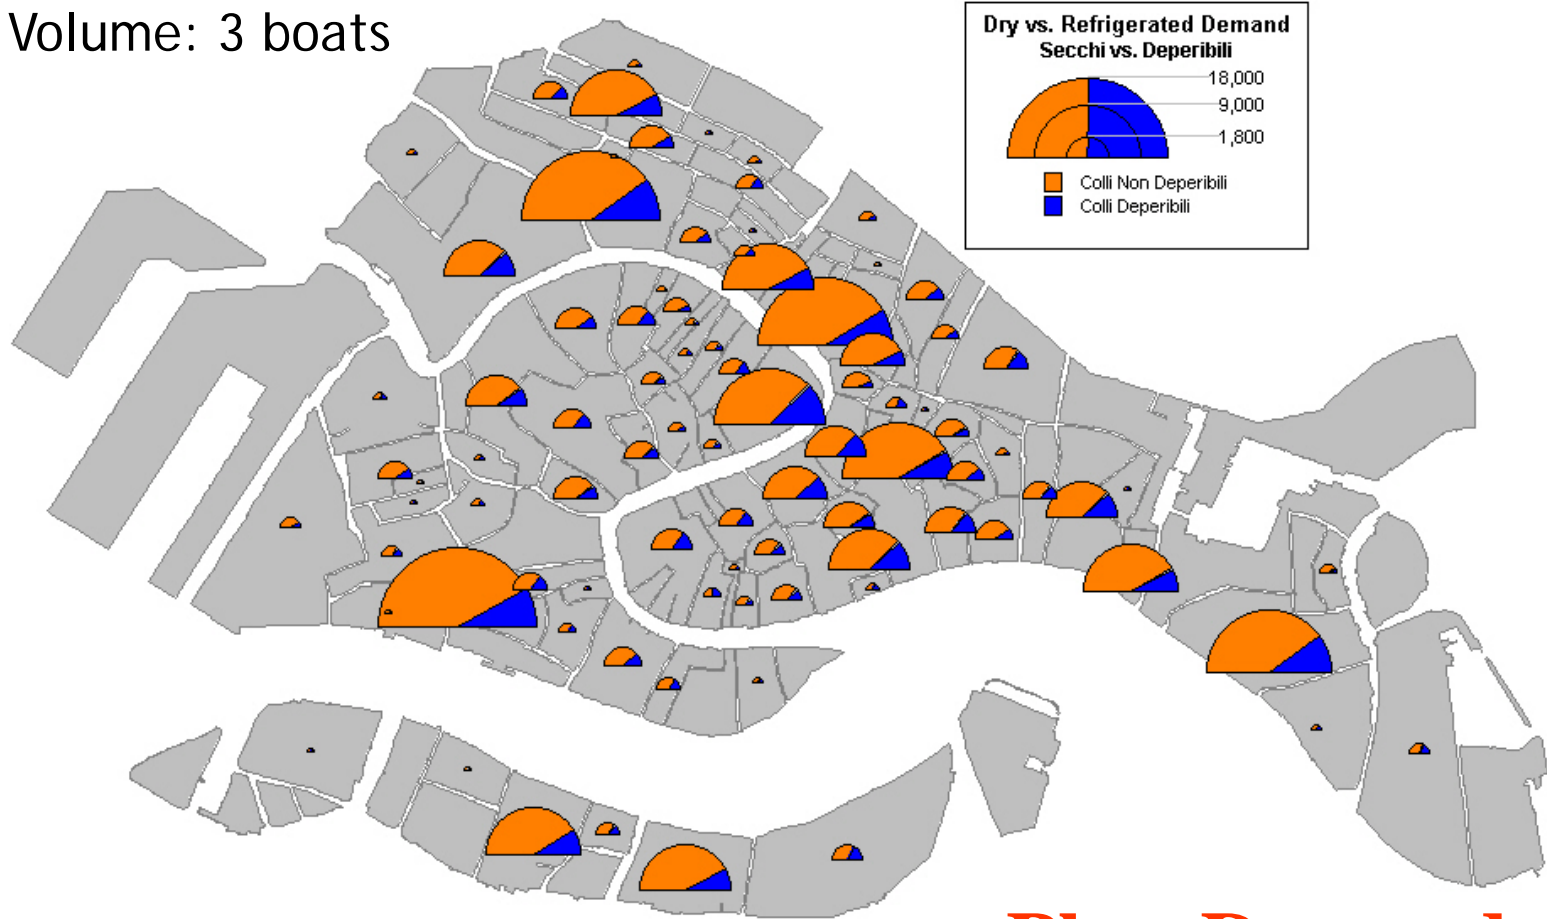 Volume: 3 boats
Dry vs. Refrigerated Demand
Secchi vs. Deperibili
18,000
9,000
1,800
Colli Non Deperibili
Colli Deperibili